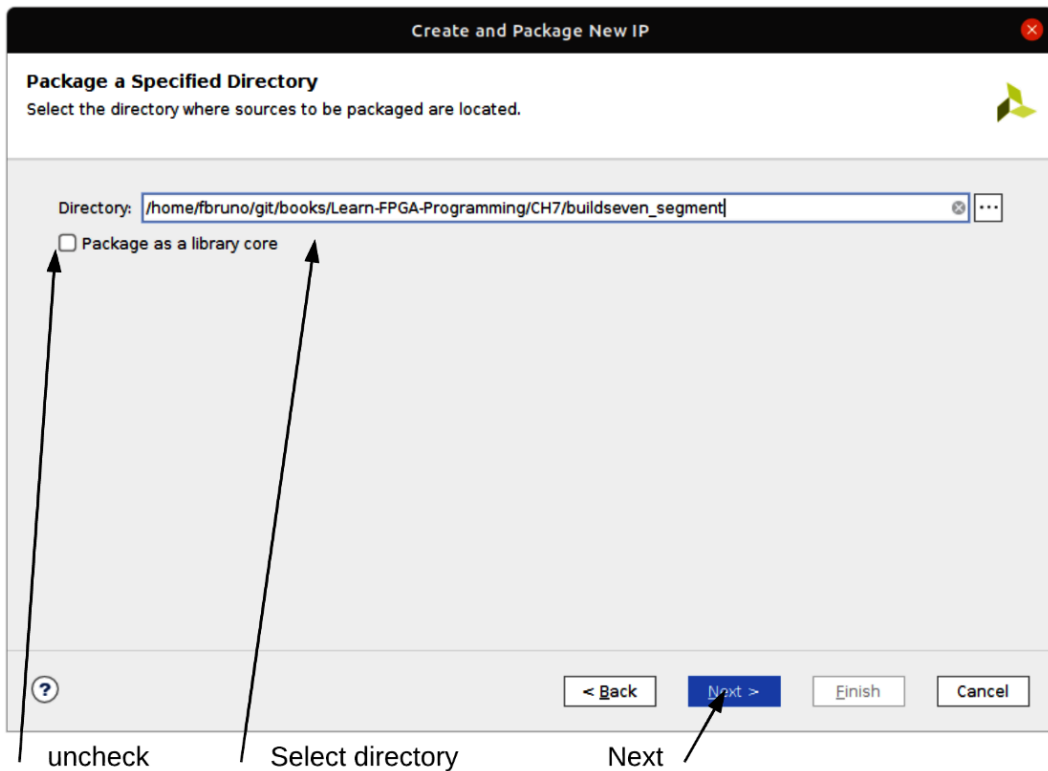 Create and Package New IP
Package a Specified Directory
Select the directory where sources to be packaged are located.
Directory: /home/fbruno/git/books/Learn-FPGA-Programming/CH7/buildseven_segment ...
Package as a library core
? < Back Next > Finish Cancel
uncheck Select directory Next